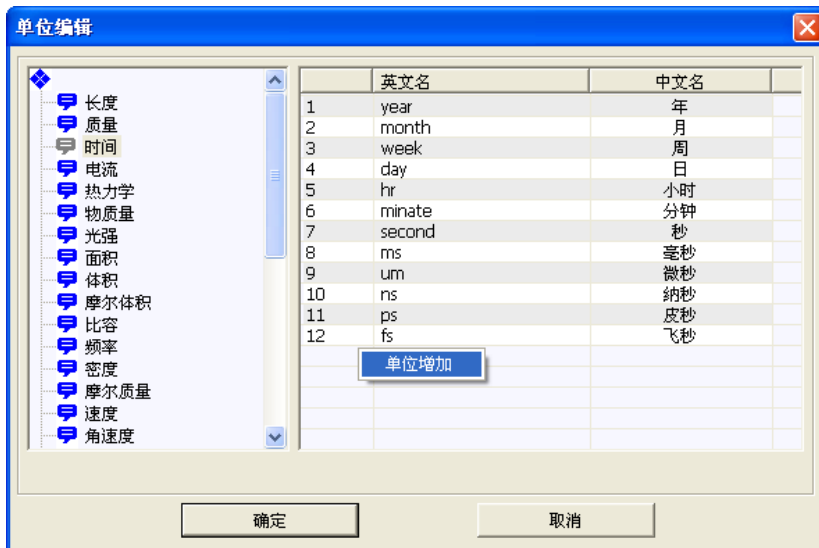 单位编辑
长度
质量
时间
电流
热力学
物质量
光强
面积
体积
摩尔体积
比容
频率
密度
摩尔质量
速度
角速度
英文名 中文名
1 year 年
2 month 月
3 week 周
4 day 日
5 hr 小时
6 minate 分钟
7 second 秒
8 ms 毫秒
9 um 微秒
10 ns 纳秒
11 ps 皮秒
12 fs 飞秒
单位增加
确定 取消